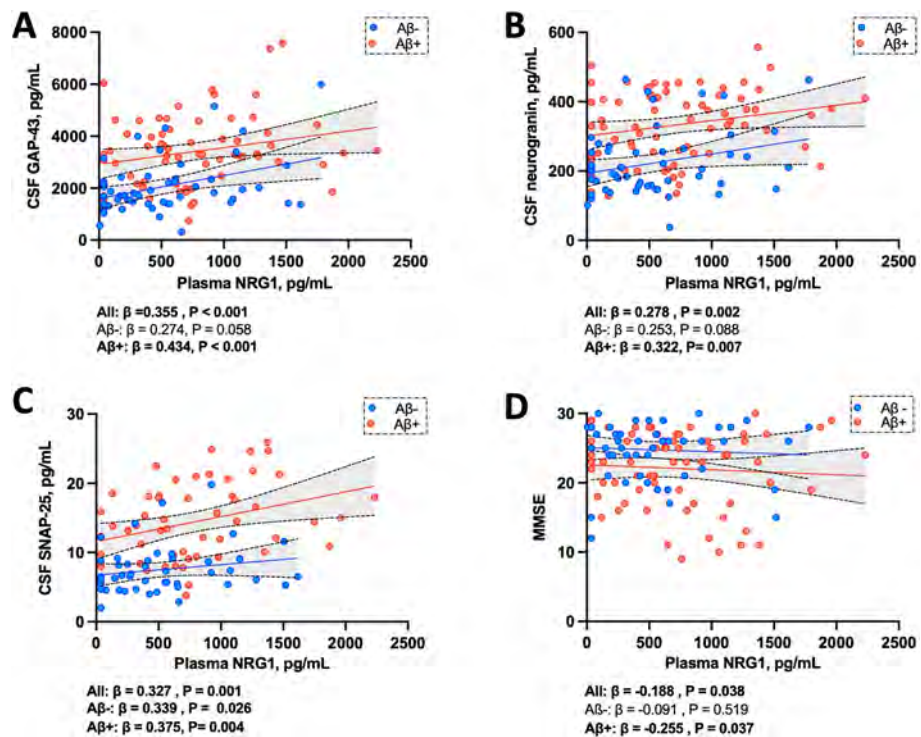 A
8000
6000
4000
2000
0
CSF GAP-43, pg/mL
0 500 1000 1500 2000 2500
Plasma NRG1, pg/mL
Aβ-
Aβ+
All: β =0.355 , P < 0.001
Aβ-: β = 0.274, P = 0.058
Aβ+: β = 0.434, P < 0.001
B
600
400
200
0
CSF neurogranin, pg/mL
0 500 1000 1500 2000 2500
Plasma NRG1, pg/mL
Aβ-
Aβ+
All: β = 0.278 , P = 0.002
Aβ-: β = 0.253, P = 0.088
Aβ+: β = 0.322, P= 0.007
C
30
20
10
0
CSF SNAP-25, pg/mL
0 500 1000 1500 2000 2500
Plasma NRG1, pg/mL
Aβ-
Aβ+
All: β = 0.327 , P = 0.001
Aβ-: β = 0.339, P = 0.026
Aβ+: β = 0.375, P = 0.004
D
30
20
10
0
MMSE
0 500 1000 1500 2000 2500
Plasma NRG1, pg/mL
Aβ -
Aβ+
All: β = -0.188 , P = 0.038
Aß-: β = -0.091, P = 0.519
Aβ+: β = -0.255 , P = 0.037